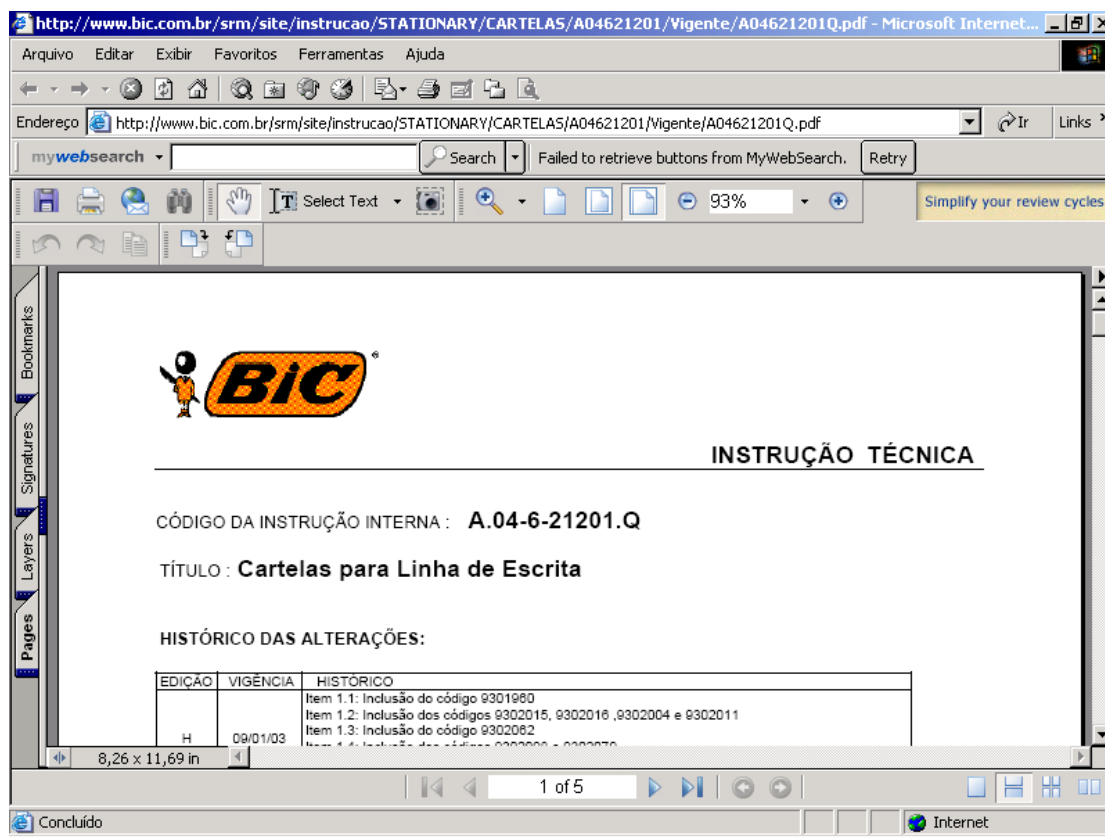 http://www.bic.com.br/srm/site/instrucao/STATIONARY/CARTELAS/A04621201/Vigente/A04621201Q.pdf - Microsoft Internet...
Arquivo Editar Exibir Favoritos Ferramentas Ajuda
Endereço http://www.bic.com.br/srm/site/instrucao/STATIONARY/CARTELAS/A04621201/Vigente/A04621201Q.pdf Ir Links
mywebsearch Search Failed to retrieve buttons from MyWebSearch. Retry
Select Text 93% Simplify your review cycles
Bookmarks
Signatures
Layers
Pages
BiC
INSTRUÇÃO TÉCNICA
CÓDIGO DA INSTRUÇÃO INTERNA : A.04-6-21201.Q
TÍTULO : Cartelas para Linha de Escrita
HISTÓRICO DAS ALTERAÇÕES:
EDIÇÃO VIGÊNCIA HISTÓRICO
Item 1.1: Inclusão do código 9301960
Item 1.2: Inclusão dos códigos 9302015, 9302016 ,9302004 e 9302011
Item 1.3: Inclusão do código 9302062
H 09/01/03
8,26 x 11,69 in
1 of 5
Concluído Internet